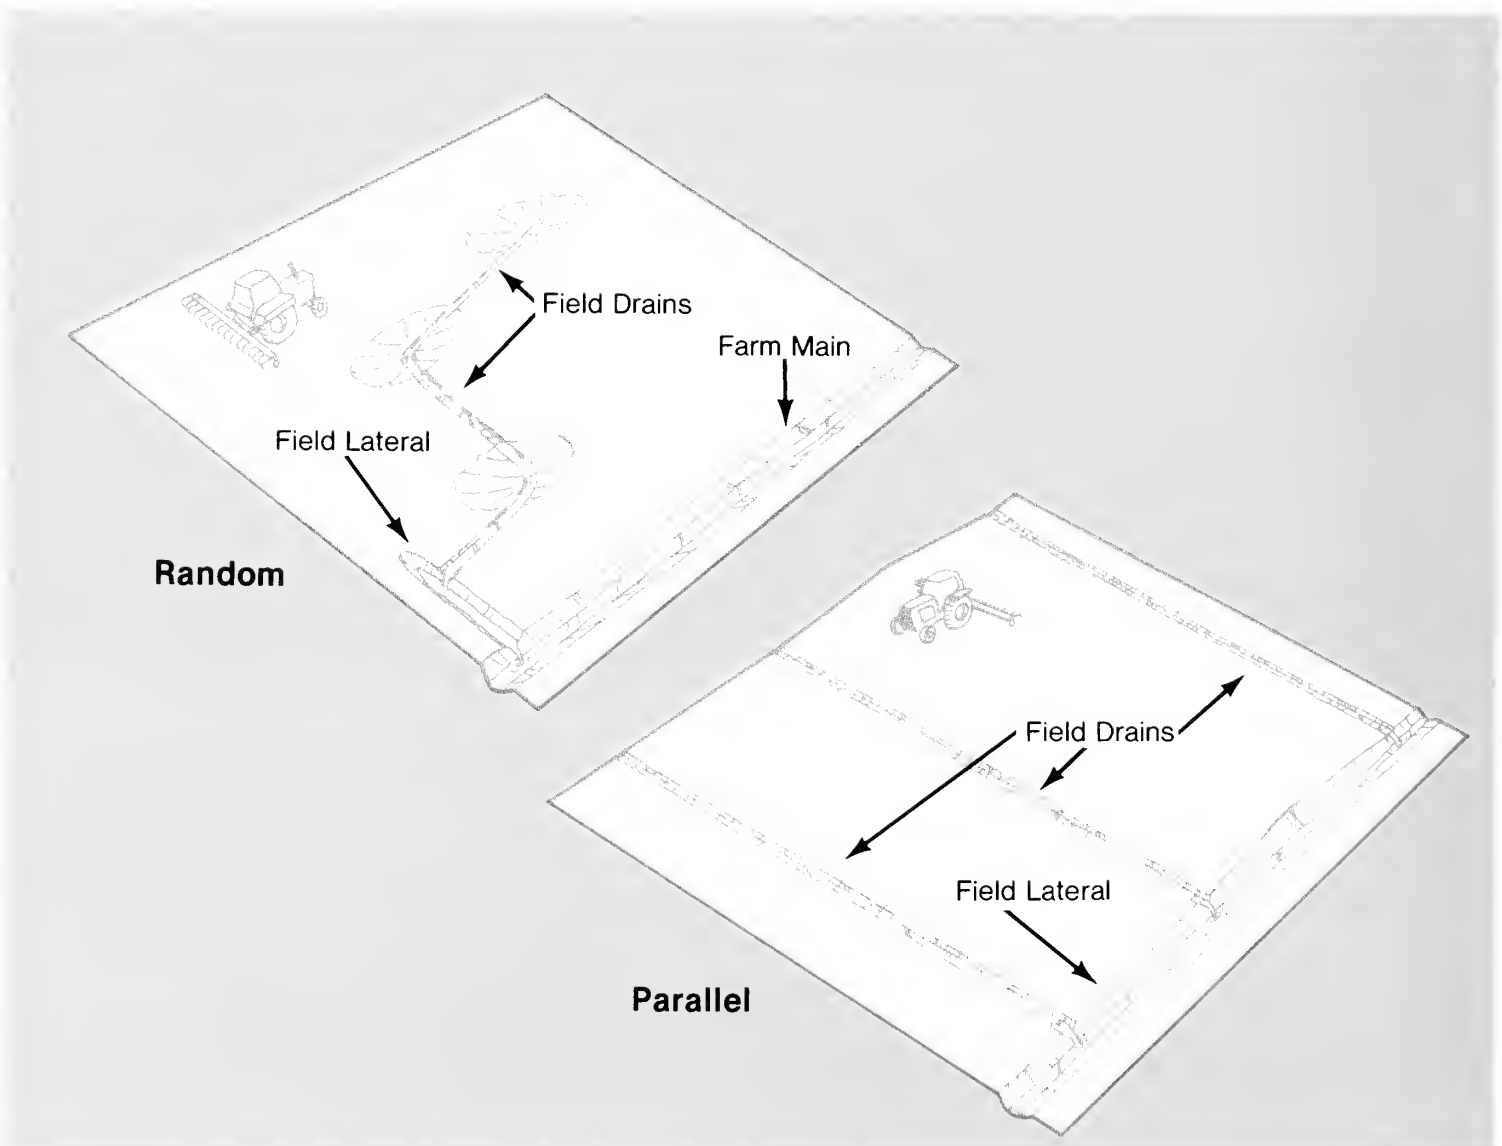 Field Drains
Farm Main
Field Lateral
Random
Field Drains
Field Lateral
Parallel